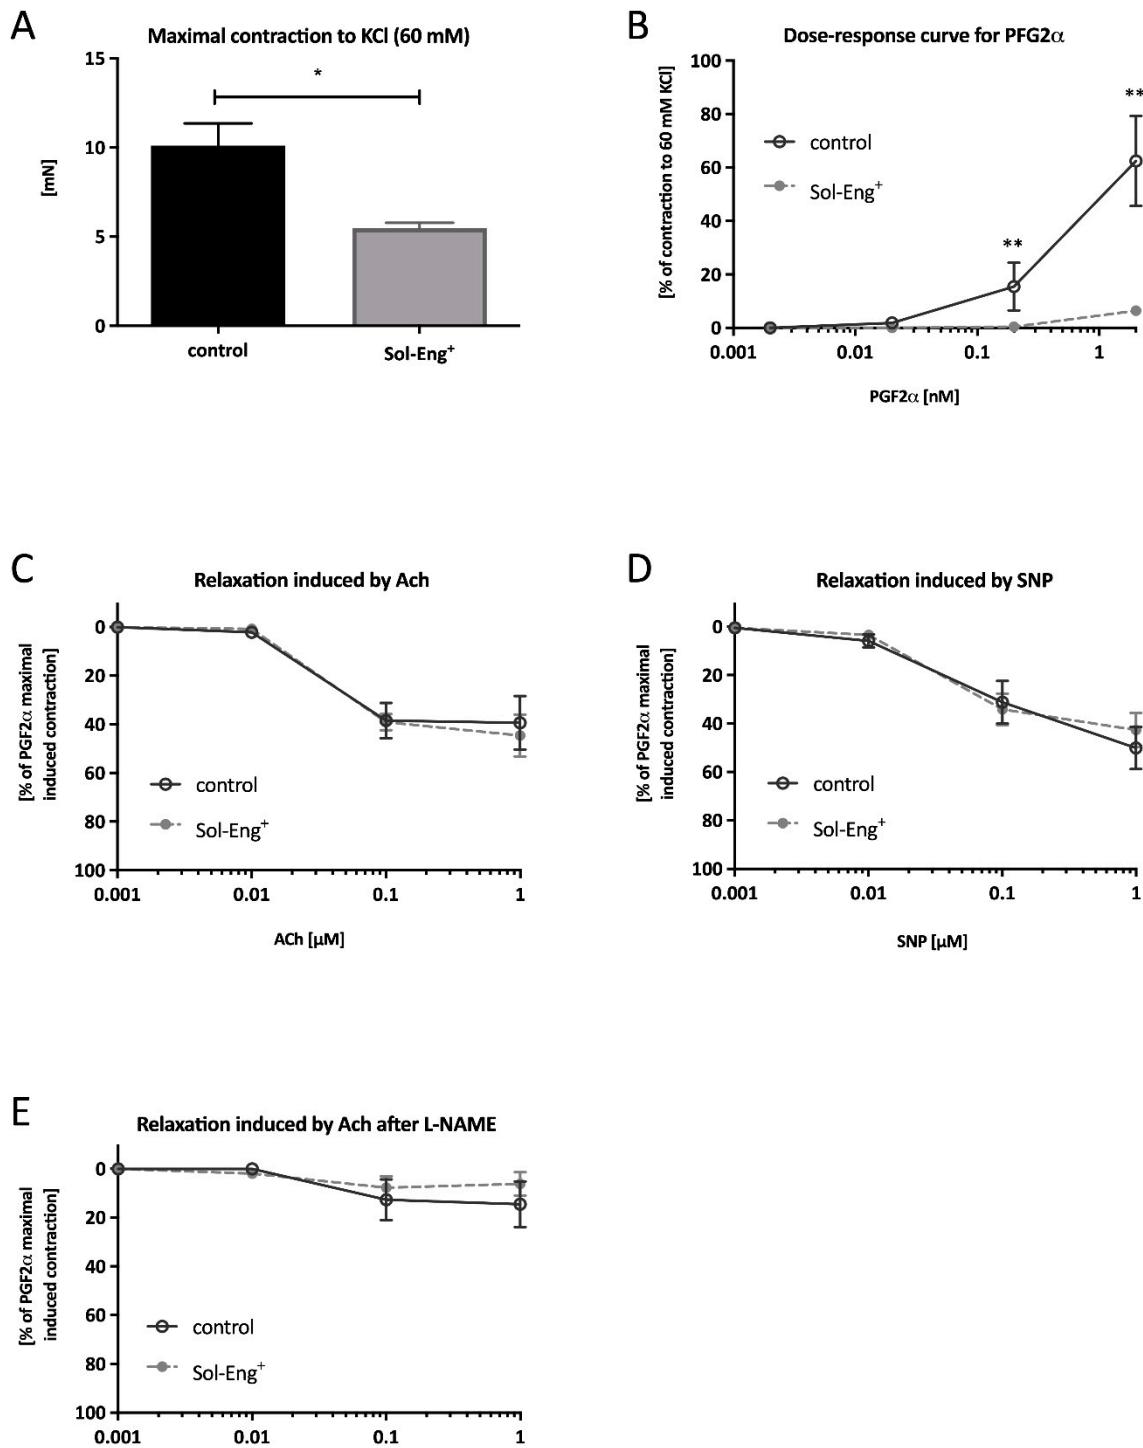 A
Maximal contraction to KCl (60 mM)
15
10
5
0
[mN]
*
control
Sol-Eng⁺
B
Dose-response curve for PFG2α
100
80
60
40
20
0
[% of contraction to 60 mM KCl]
control
Sol-Eng⁺
**
**
0.001
0.01
0.1
1
PGF2α [nM]
C
Relaxation induced by Ach
0
20
40
60
80
100
[% of PGF2α maximal
induced contraction]
control
Sol-Eng⁺
0.001
0.01
0.1
1
ACh [µM]
D
Relaxation induced by SNP
0
20
40
60
80
100
[% of PGF2α maximal
induced contraction]
control
Sol-Eng⁺
0.001
0.01
0.1
1
SNP [µM]
E
Relaxation induced by Ach after L-NAME
0
20
40
60
80
100
[% of PGF2α maximal
induced contraction]
control
Sol-Eng⁺
0.001
0.01
0.1
1